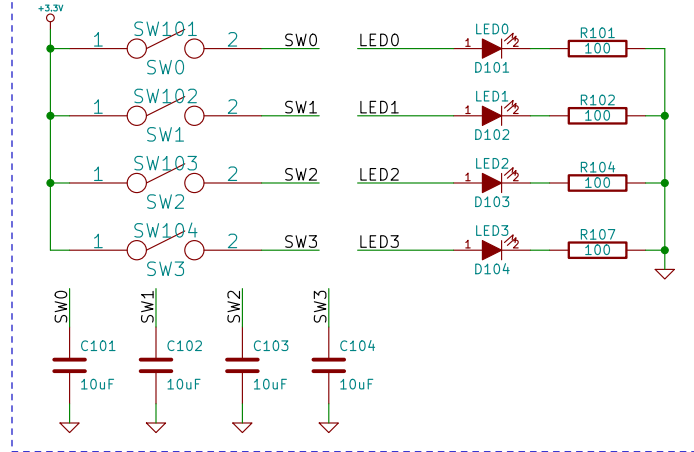 +3.3V
1 SW101 2 SW0 LED0 1 LED0 2 R101
SW0 D101 100
1 SW102 2 SW1 LED1 1 LED1 2 R102
SW1 D102 100
1 SW103 2 SW2 LED2 1 LED2 2 R104
SW2 D103 100
1 SW104 2 SW3 LED3 1 LED3 2 R107
SW3 D104 100
SW0 SW1 SW2 SW3
C101 C102 C103 C104
10uF 10uF 10uF 10uF